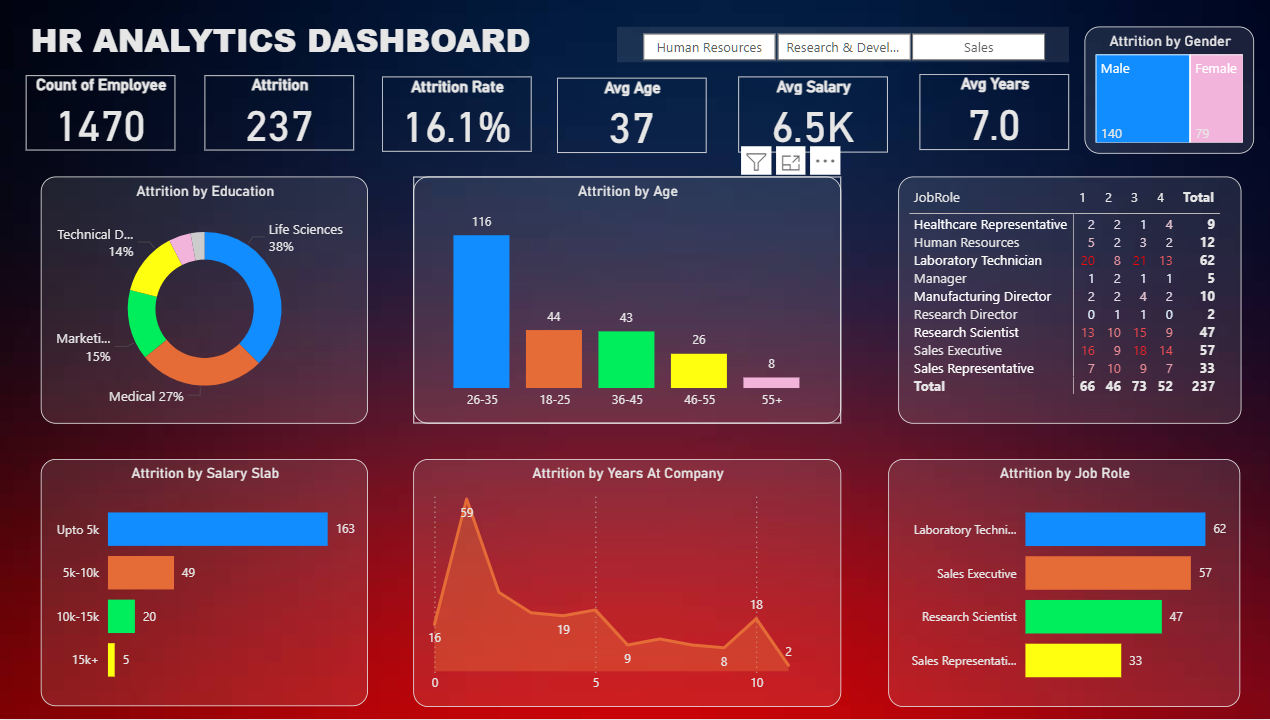 HR ANALYTICS DASHBOARD
Human Resources
Research & Devel...
Sales
Count of Employee
1470
Attrition
237
Attrition Rate
16.1%
Avg Age
37
Avg Salary
6.5K
Avg Years
7.0
Attrition by Gender
Male
Female
140
79
Attrition by Education
Life Sciences
38%
Technical D...
14%
Marketi...
15%
Medical 27%
Attrition by Age
116
44
43
26
8
26-35
18-25
36-45
46-55
55+
JobRole 1 2 3 4 Total
Healthcare Representative 2 2 1 4 9
Human Resources 5 2 3 2 12
Laboratory Technician 20 8 21 13 62
Manager 1 2 1 1 5
Manufacturing Director 2 2 4 2 10
Research Director 0 1 1 0 2
Research Scientist 13 10 15 9 47
Sales Executive 16 9 18 14 57
Sales Representative 7 10 9 7 33
Total 66 46 73 52 237
Attrition by Salary Slab
Upto 5k 163
5k-10k 49
10k-15k 20
15k+ 5
Attrition by Years At Company
59
16
19
9
8
18
2
0
5
10
Attrition by Job Role
Laboratory Techni... 62
Sales Executive 57
Research Scientist 47
Sales Representati... 33